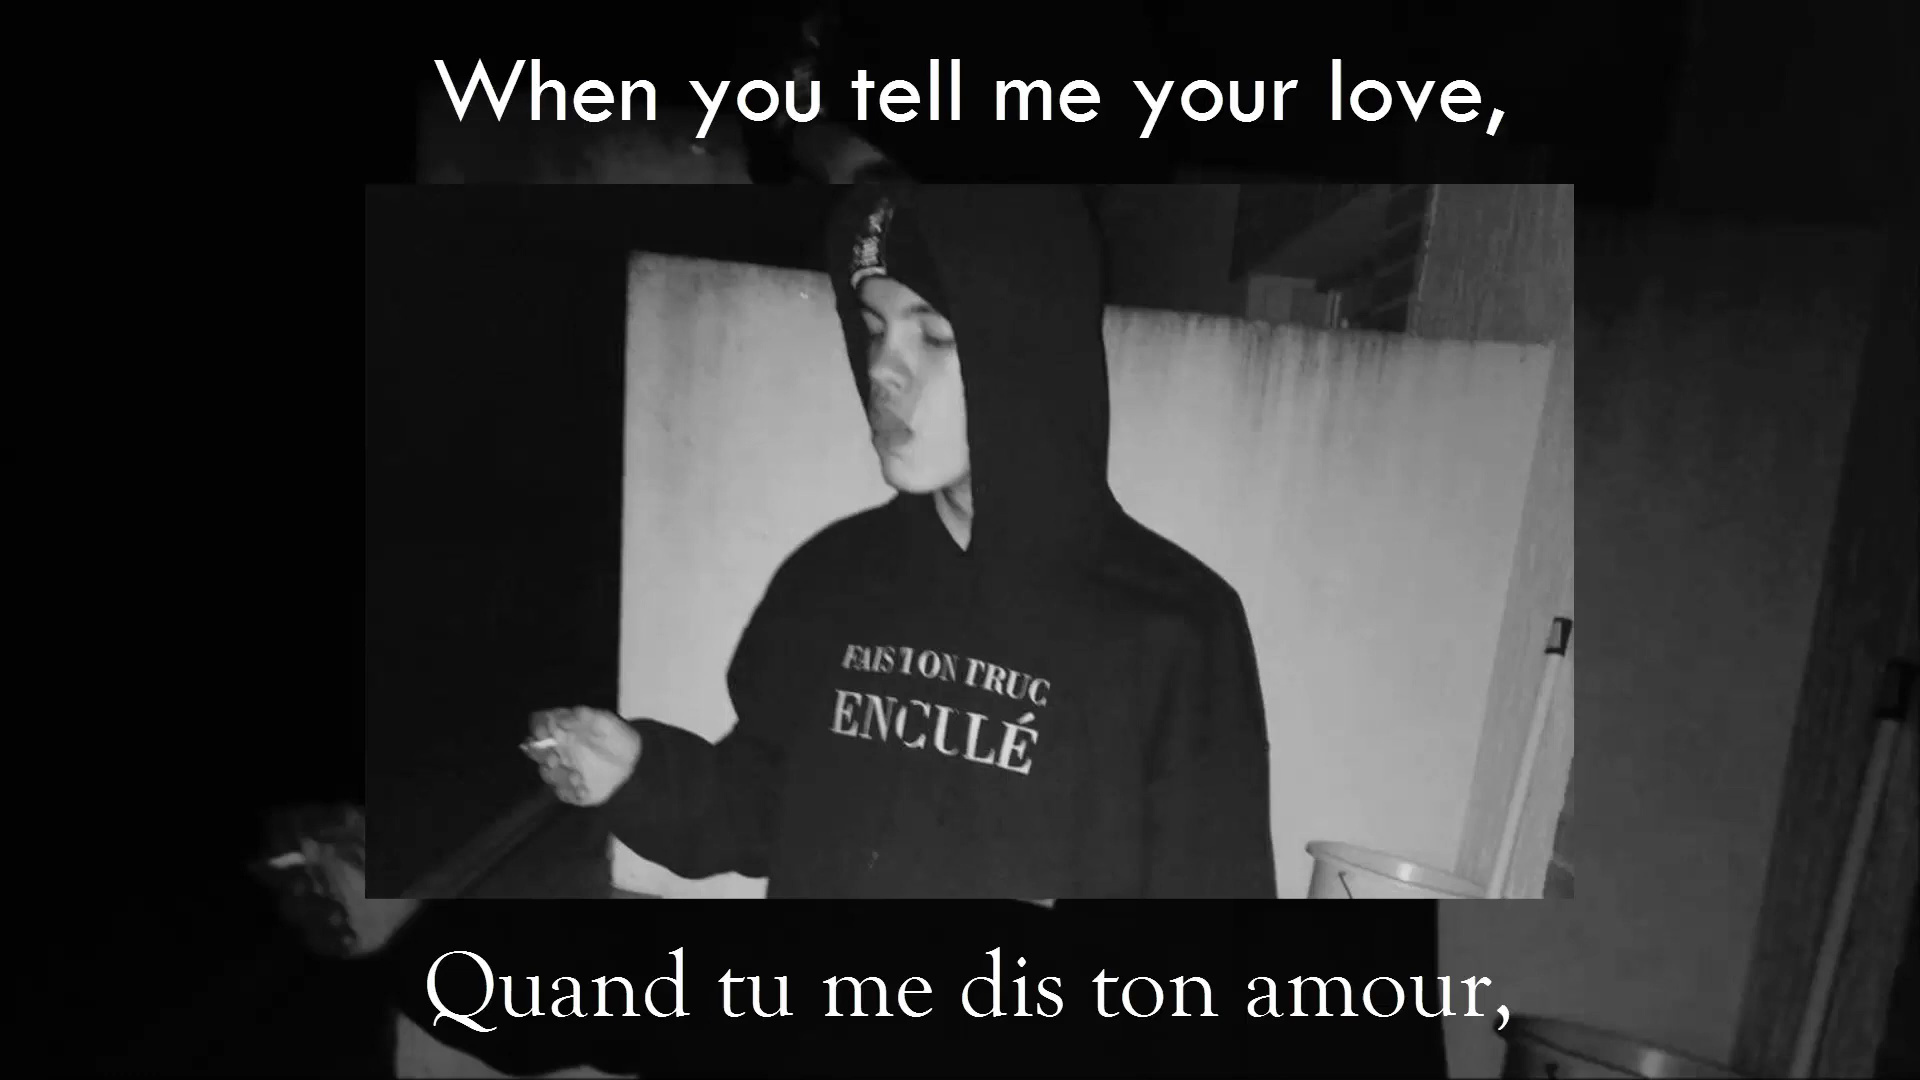 When you tell me your love,
FAIS TON TRUC
ENCULÉ
Quand tu me dis ton amour,